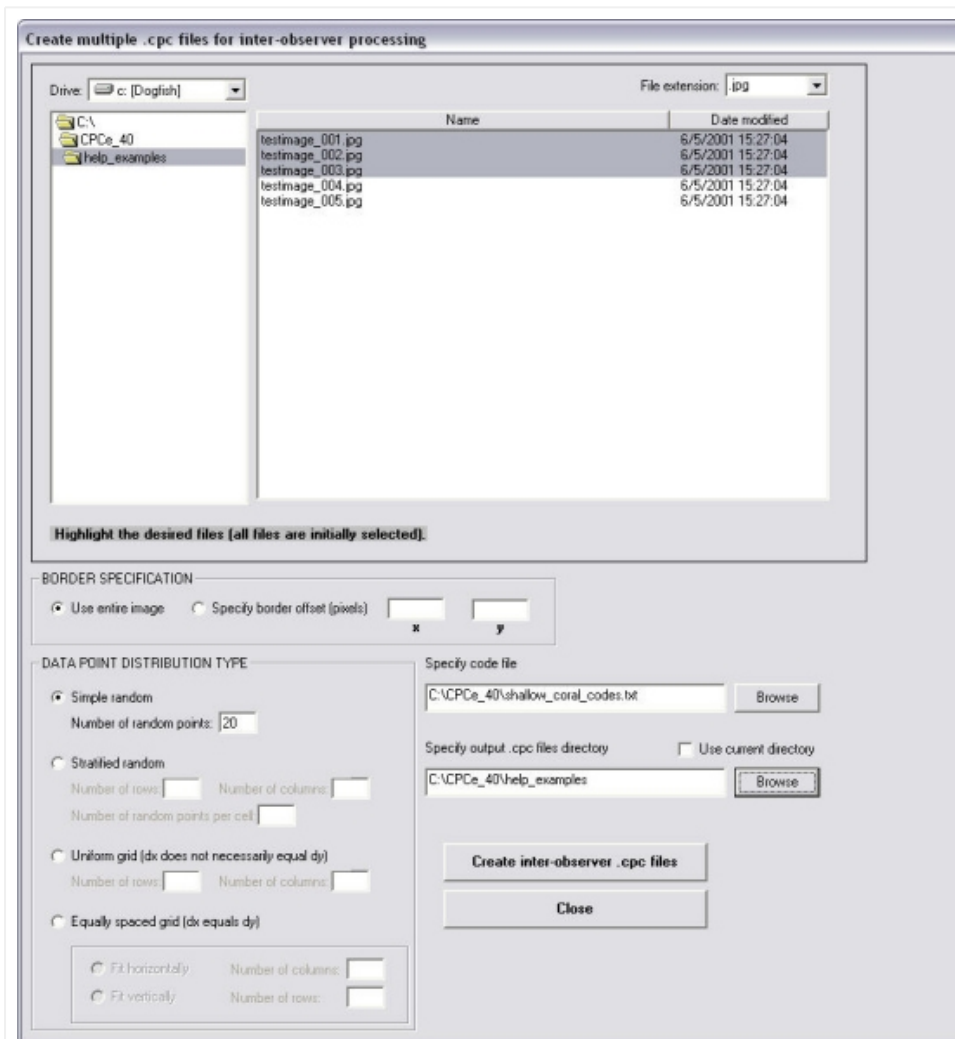 Create multiple .cpc files for inter-observer processing
Drive: c: [Dogfish] File extension: .jpg
C:\
CPCe_40
help_examples
Name Date modified
testimage_001.jpg 6/5/2001 15:27:04
testimage_002.jpg 6/5/2001 15:27:04
testimage_003.jpg 6/5/2001 15:27:04
testimage_004.jpg 6/5/2001 15:27:04
testimage_005.jpg 6/5/2001 15:27:04
Highlight the desired files (all files are initially selected).
BORDER SPECIFICATION
Use entire image Specify border offset (pixels)
x y
DATA POINT DISTRIBUTION TYPE
Simple random
Number of random points: 20
Stratified random
Number of rows: Number of columns:
Number of random points per cell:
Uniform grid (dx does not necessarily equal dy)
Number of rows: Number of columns:
Equally spaced grid (dx equals dy)
Fit horizontally Number of columns:
Fit vertically Number of rows:
Specify code file
C:\CPCe_40\shallow_coral_codes.txt Browse
Specify output .cpc files directory Use current directory
C:\CPCe_40\help_examples Browse
Create inter-observer .cpc files
Close